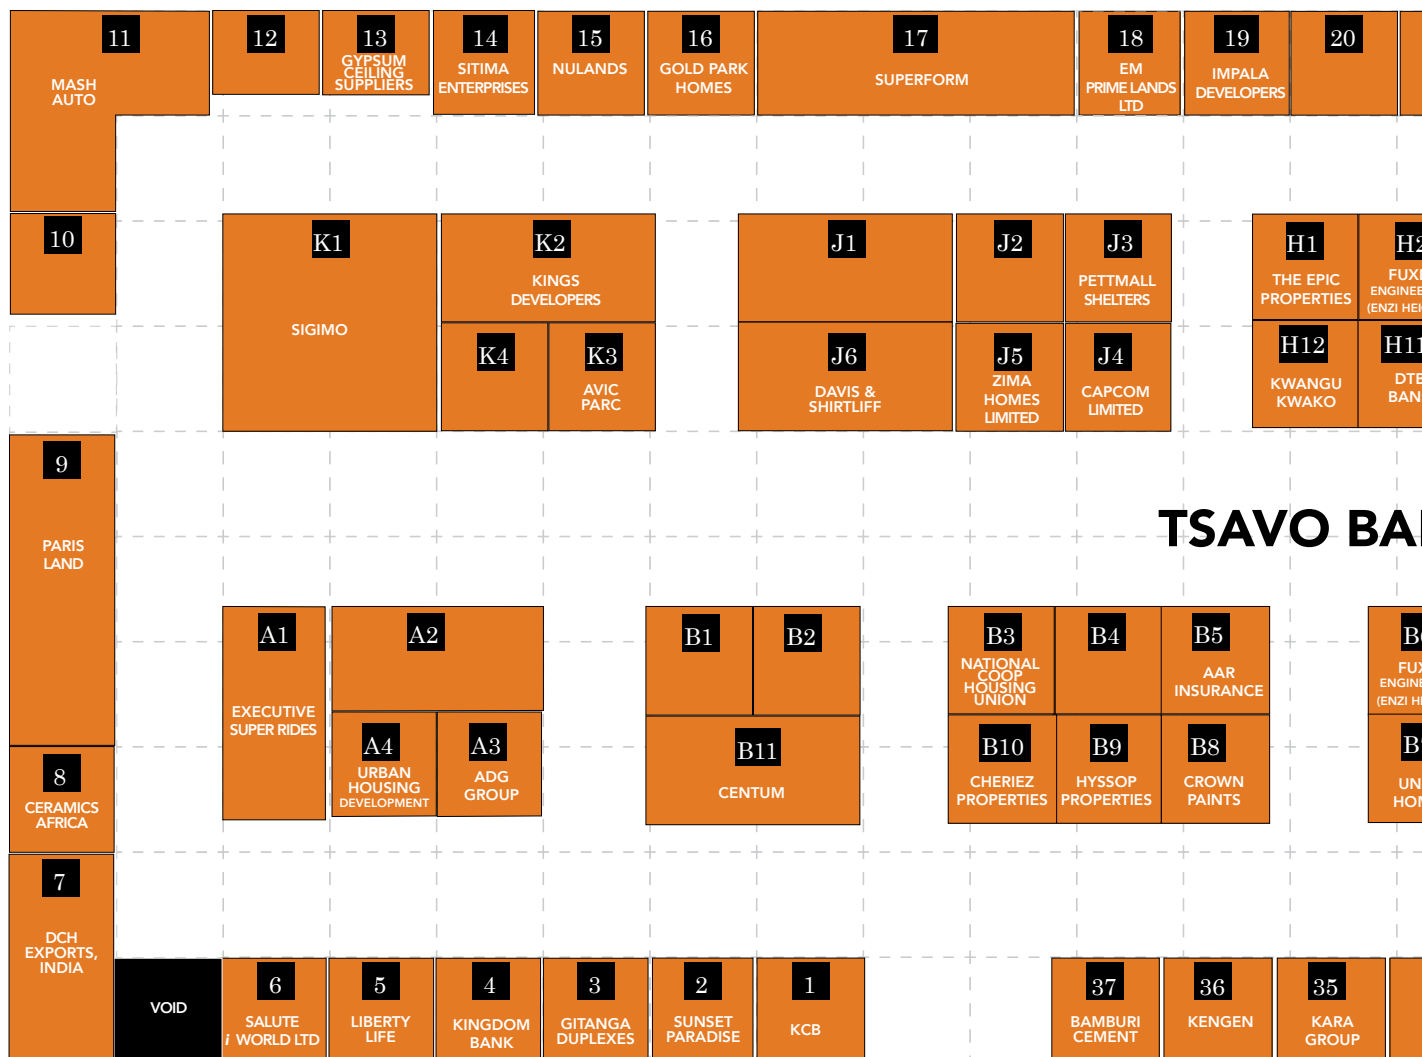 11
MASH
AUTO
12
13
GYPSUM
CEILING
SUPPLIERS
14
SITIMA
ENTERPRISES
15
NULANDS
16
GOLD PARK
HOMES
17
SUPERFORM
18
EM
PRIME LANDS
LTD
19
IMPALA
DEVELOPERS
20
10
K1
SIGIMO
K2
KINGS
DEVELOPERS
K4
K3
AVIC
PARC
J1
J2
J3
PETTMALL
SHELTERS
J6
DAVIS &
SHIRTLIFF
J5
ZIMA
HOMES
LIMITED
J4
CAPCOM
LIMITED
H1
THE EPIC
PROPERTIES
H2
H12
KWANGU
KWAKO
H11
9
PARIS
LAND
TSAVO
A1
EXECUTIVE
SUPER RIDES
A2
A4
URBAN
HOUSING
DEVELOPMENT
A3
ADG
GROUP
B1
B2
B11
CENTUM
B3
NATIONAL
COOP
HOUSING
UNION
B4
B5
AAR
INSURANCE
B10
CHERIEZ
PROPERTIES
B9
HYSSOP
PROPERTIES
B8
CROWN
PAINTS
8
CERAMICS
AFRICA
7
DCH
EXPORTS,
INDIA
VOID
6
SALUTE
i WORLD LTD
5
LIBERTY
LIFE
4
KINGDOM
BANK
3
GITANGA
DUPLEXES
2
SUNSET
PARADISE
1
KCB
37
BAMBURI
CEMENT
36
KENGEN
35
KARA
GROUP